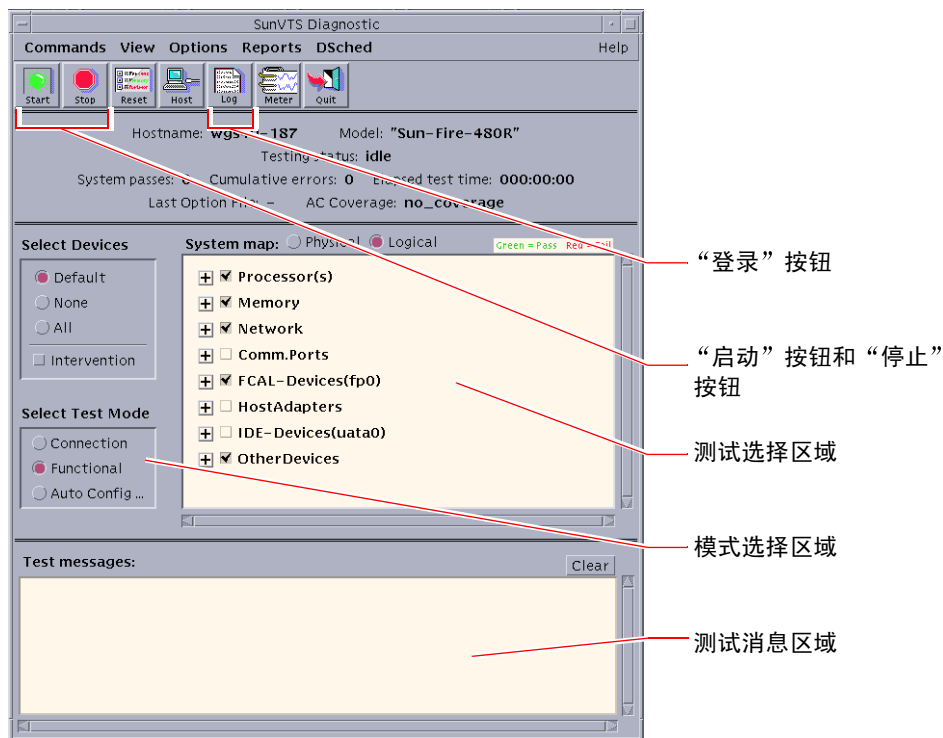 SunVTS Diagnostic
Commands View Options Reports DSched Help
Start Stop Reset Host Log Meter Quit
Hostname: Model: "Sun-Fire-480R"
Testing status: idle
System passes: 0 Cumulative errors: 0 Elapsed test time: 000:00:00
Last Option File: - AC Coverage: no_coverage
Select Devices
Default
None
All
Intervention
Select Test Mode
Connection
Functional
Auto Config ...
System map: Physical Logical Green = Pass Red = Fail
Processor(s)
Memory
Network
Comm.Ports
FCAL-Devices(fp0)
HostAdapters
IDE-Devices(uata0)
OtherDevices
Test messages: Clear
“登录”按钮
“启动”按钮和“停止”
按钮
测试选择区域
模式选择区域
测试消息区域